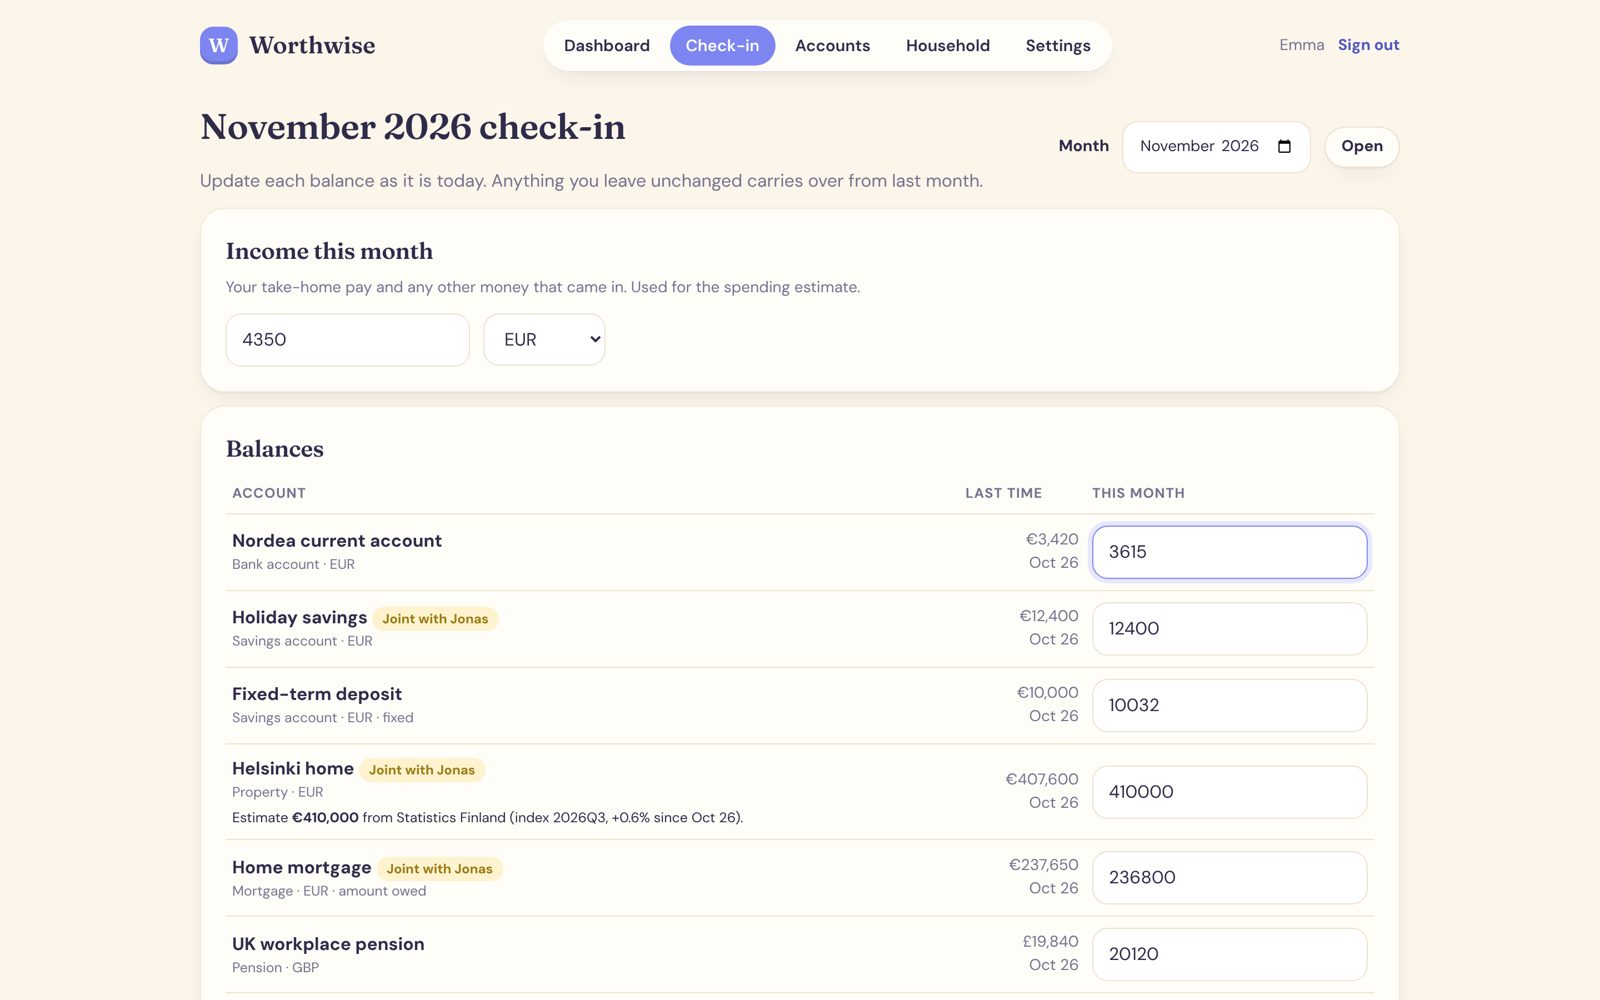 W Worthwise
Dashboard Check-in Accounts Household Settings
Emma Sign out
November 2026 check-in
Month November 2026 Open
Update each balance as it is today. Anything you leave unchanged carries over from last month.
Income this month
Your take-home pay and any other money that came in. Used for the spending estimate.
4350 EUR
Balances
ACCOUNT LAST TIME THIS MONTH
Nordea current account €3,420 3615
Bank account · EUR Oct 26
Holiday savings Joint with Jonas €12,400 12400
Savings account · EUR Oct 26
Fixed-term deposit €10,000 10032
Savings account · EUR · fixed Oct 26
Helsinki home Joint with Jonas €407,600 410000
Property · EUR Oct 26
Estimate €410,000 from Statistics Finland (index 2026Q3, +0.6% since Oct 26).
Home mortgage Joint with Jonas €237,650 236800
Mortgage · EUR · amount owed Oct 26
UK workplace pension £19,840 20120
Pension · GBP Oct 26